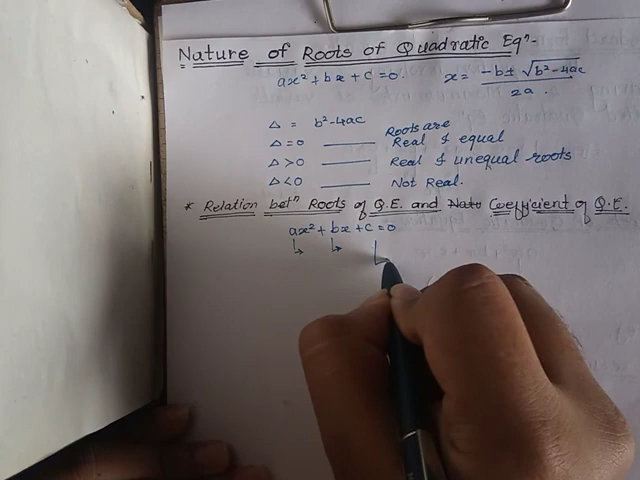 Nature of Roots of Quadratic Eqⁿ-
ax² + bx + c = 0. x = -b ± √b² - 4ac / 2a.
Δ = b² - 4ac
Roots are
Δ = 0 —— Real & equal
Δ > 0 —— Real & unequal roots
Δ < 0 —— Not Real.
* Relation betⁿ Roots of Q.E. and Natu Coefficient of Q.E.
ax² + bx + c = 0